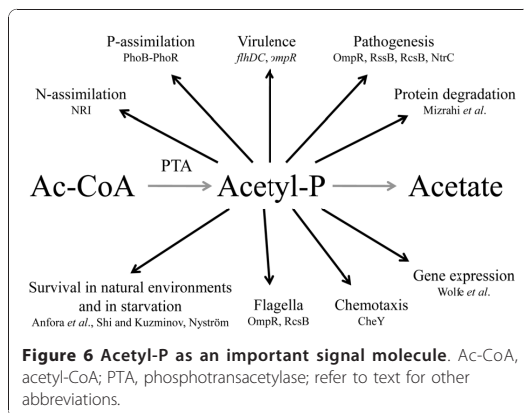 P-assimilation
PhoB-PhoR
Virulence
flhDC, ompR
Pathogenesis
OmpR, RssB, RcsB, NtrC
N-assimilation
NRI
Protein degradation
Mizrahi et al.
PTA
Ac-CoA
Acetyl-P
Acetate
Survival in natural environments
and in starvation
Anfora et al., Shi and Kuzminov, Nyström
Flagella
OmpR, RcsB
Chemotaxis
CheY
Gene expression
Wolfe et al.
Figure 6 Acetyl-P as an important signal molecule. Ac-CoA,
acetyl-CoA; PTA, phosphotransacetylase; refer to text for other
abbreviations.